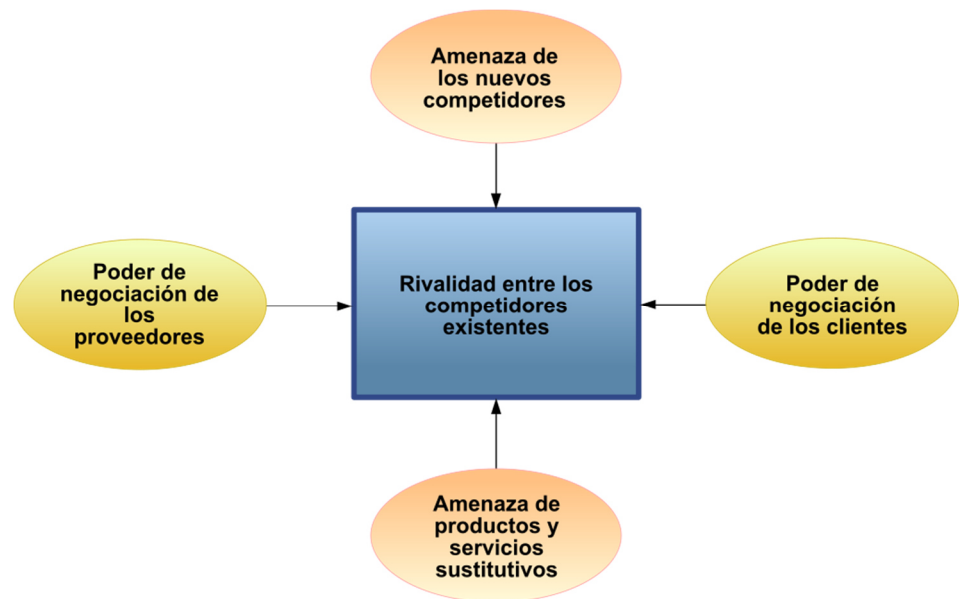 Amenaza de
los nuevos
competidores
Poder de
negociación de
los
proveedores
Rivalidad entre los
competidores
existentes
Poder de
negociación
de los clientes
Amenaza de
productos y
servicios
sustitutivos